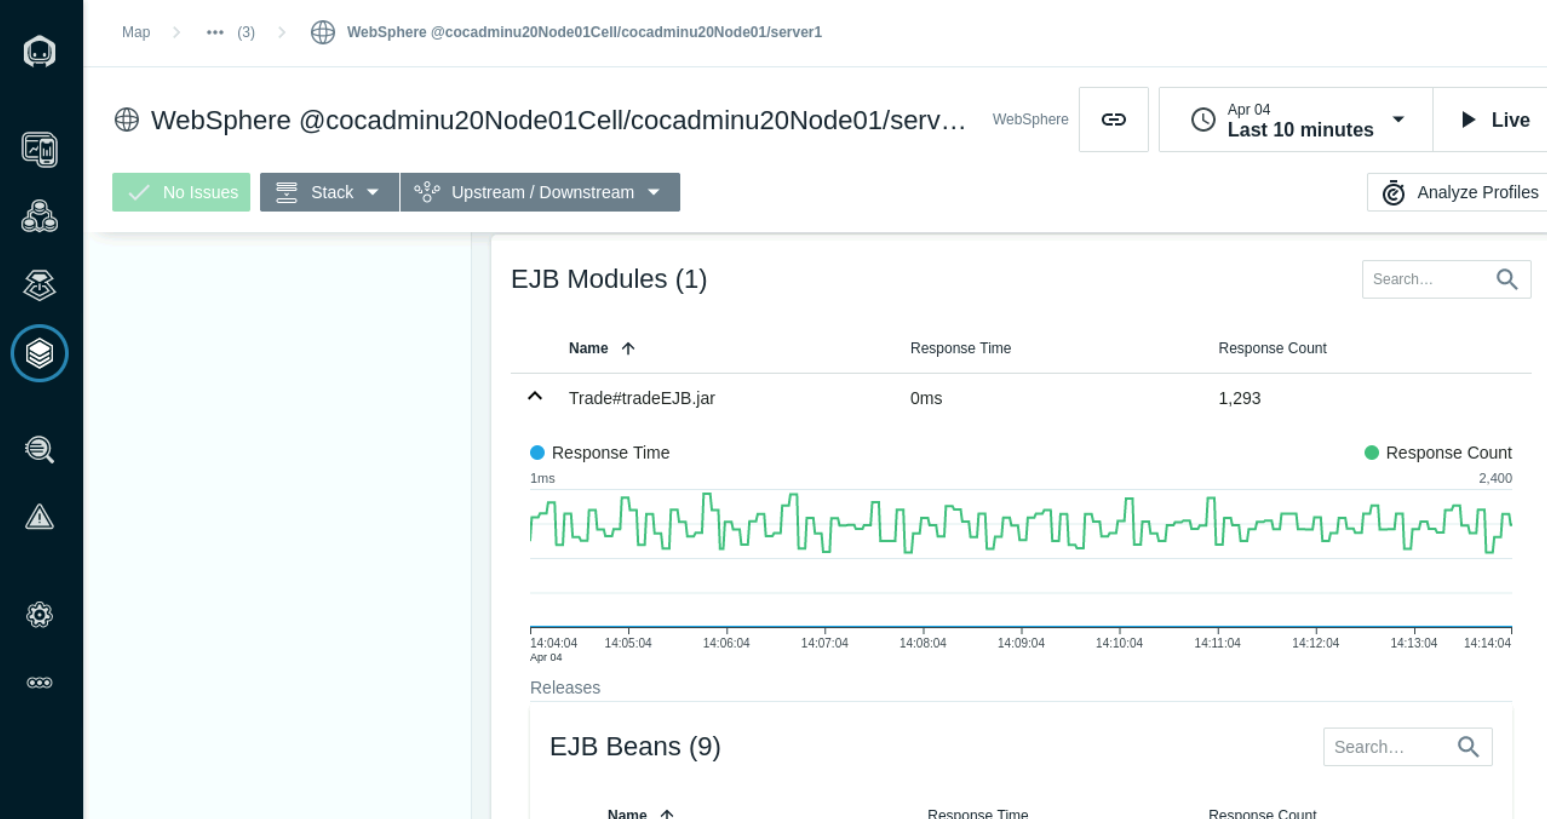 Map ••• (3) WebSphere @cocadminu20Node01Cell/cocadminu20Node01/server1
WebSphere @cocadminu20Node01Cell/cocadminu20Node01/serv… WebSphere
Apr 04
Last 10 minutes
Live
No Issues Stack Upstream / Downstream Analyze Profiles
EJB Modules (1) Search…
Name Response Time Response Count
Trade#tradeEJB.jar 0ms 1,293
Response Time Response Count
1ms 2,400
14:04:04 14:05:04 14:06:04 14:07:04 14:08:04 14:09:04 14:10:04 14:11:04 14:12:04 14:13:04 14:14:04
Apr 04
Releases
EJB Beans (9) Search…
Name Response Time Response Count